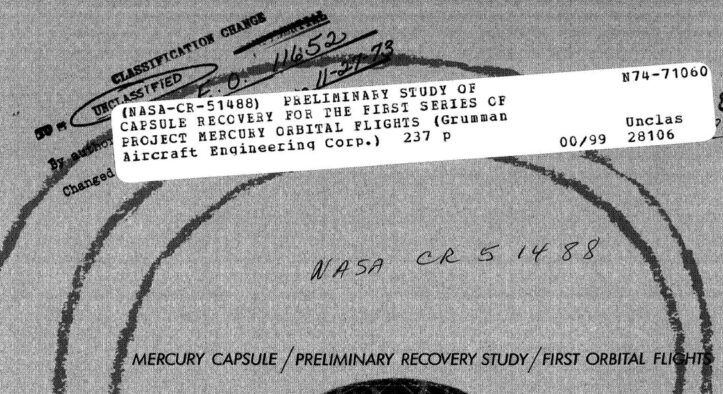 CLASSIFICATION CHANGE
UNCLASSIFIED
TO -
E.O. 11652
11-27-73
By author
Changed
(NASA-CR-51488) PRELIMINARY STUDY OF
CAPSULE RECOVERY FOR THE FIRST SERIES OF
PROJECT MERCURY ORBITAL FLIGHTS (Grumman
Aircraft Engineering Corp.) 237 p
N74-71060
Unclas
00/99 28106
NASA CR 51488
MERCURY CAPSULE / PRELIMINARY RECOVERY STUDY / FIRST ORBITAL FLIGHTS